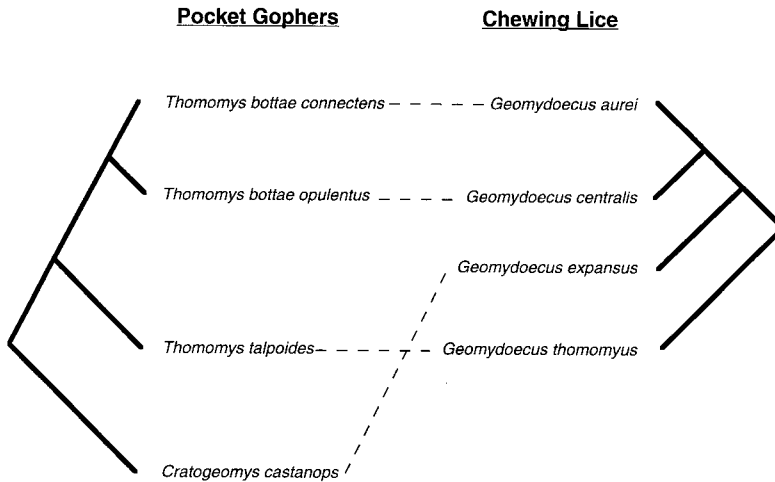 Pocket Gophers
Chewing Lice
Thomomys bottae connectens
Geomydoecus aurei
Thomomys bottae opulentus
Geomydoecus centralis
Geomydoecus expansus
Thomomys talpoides
Geomydoecus thomomyus
Cratogeomys castanops